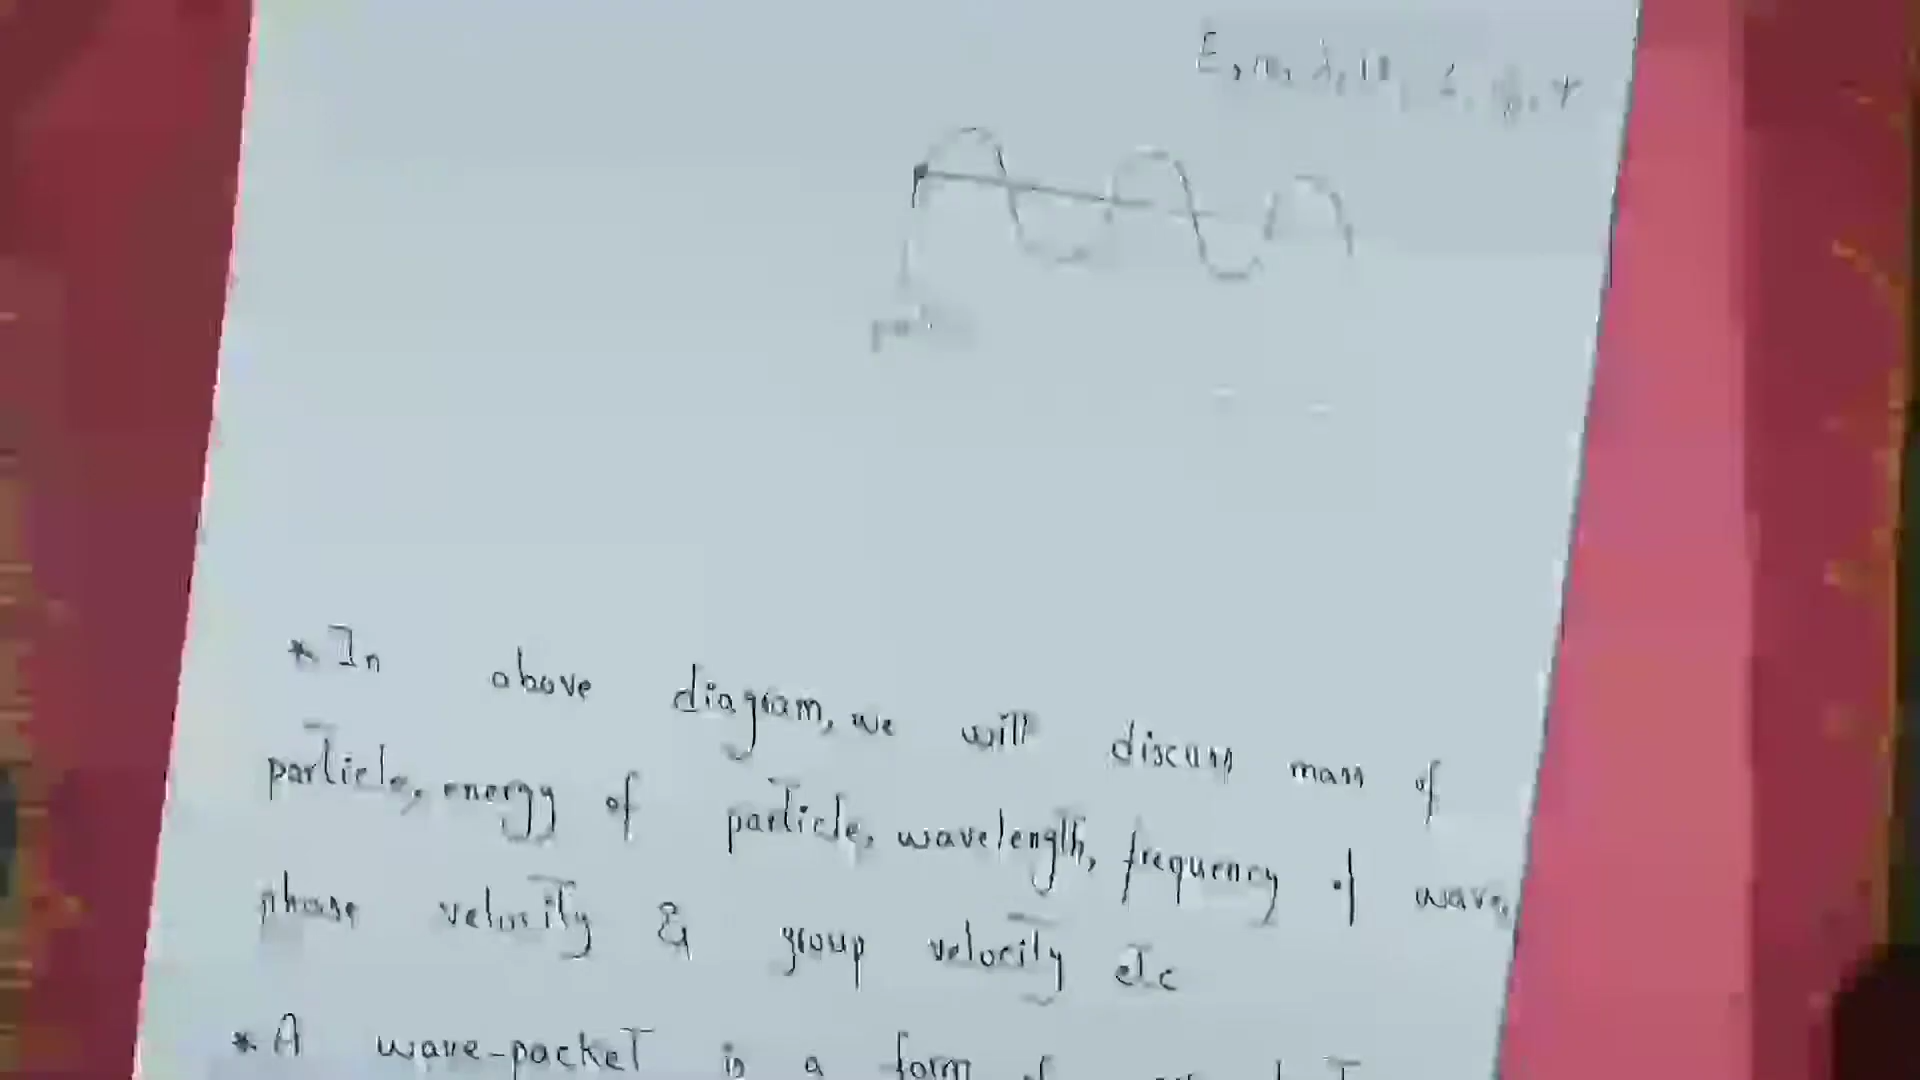 E, m, λ,
* In above diagram, we will discuss mass of
particle, energy of particle, wavelength, frequency of wave,
phase velocity & group velocity etc
* A wave-packet is a form of